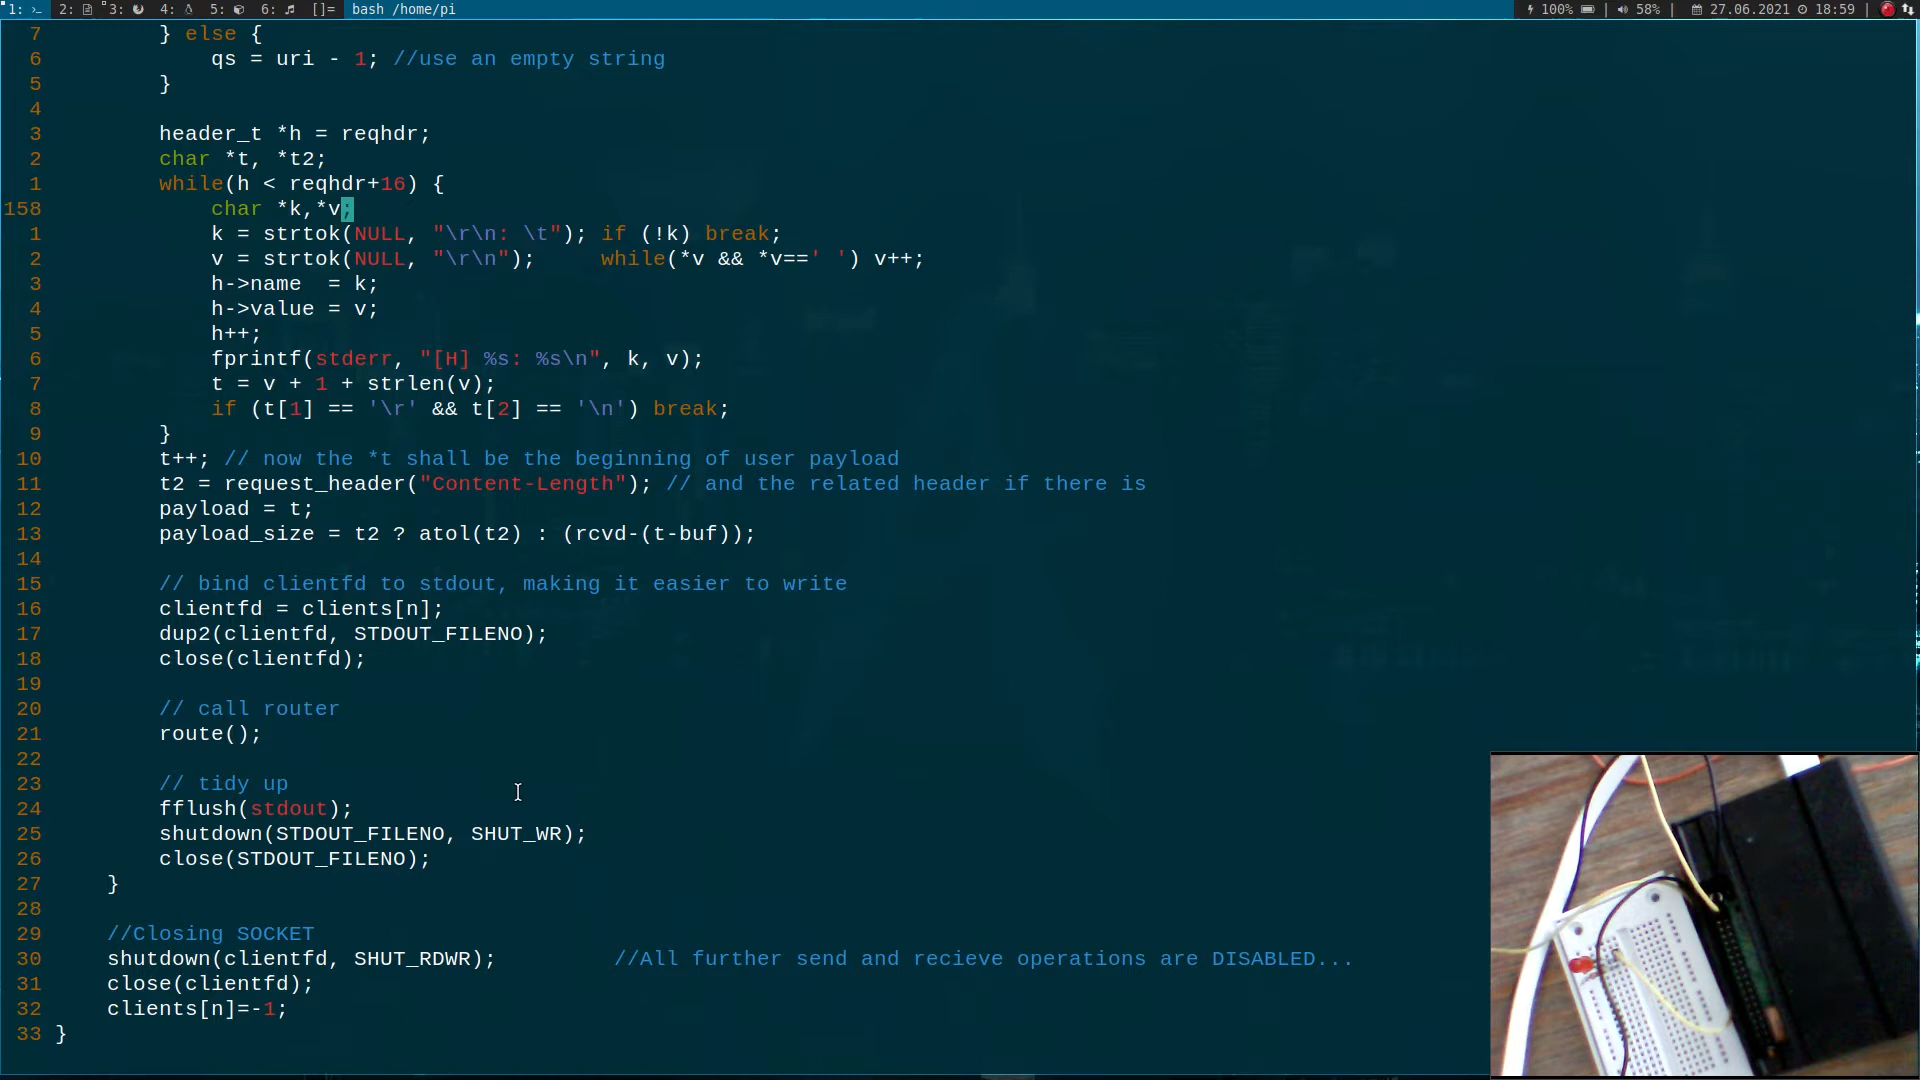 1: 2: 3: 4: 5: 6: []= bash /home/pi 100% | 58% | 27.06.2021 18:59 |
7 } else {
6 qs = uri - 1; //use an empty string
5 }
4
3 header_t *h = reqhdr;
2 char *t, *t2;
1 while(h < reqhdr+16) {
158 char *k,*v;
1 k = strtok(NULL, "\r\n: \t"); if (!k) break;
2 v = strtok(NULL, "\r\n"); while(*v && *v==' ') v++;
3 h->name = k;
4 h->value = v;
5 h++;
6 fprintf(stderr, "[H] %s: %s\n", k, v);
7 t = v + 1 + strlen(v);
8 if (t[1] == '\r' && t[2] == '\n') break;
9 }
10 t++; // now the *t shall be the beginning of user payload
11 t2 = request_header("Content-Length"); // and the related header if there is
12 payload = t;
13 payload_size = t2 ? atol(t2) : (rcvd-(t-buf));
14
15 // bind clientfd to stdout, making it easier to write
16 clientfd = clients[n];
17 dup2(clientfd, STDOUT_FILENO);
18 close(clientfd);
19
20 // call router
21 route();
22
23 // tidy up
24 fflush(stdout);
25 shutdown(STDOUT_FILENO, SHUT_WR);
26 close(STDOUT_FILENO);
27 }
28
29 //Closing SOCKET
30 shutdown(clientfd, SHUT_RDWR); //All further send and recieve operations are DISABLED...
31 close(clientfd);
32 clients[n]=-1;
33 }